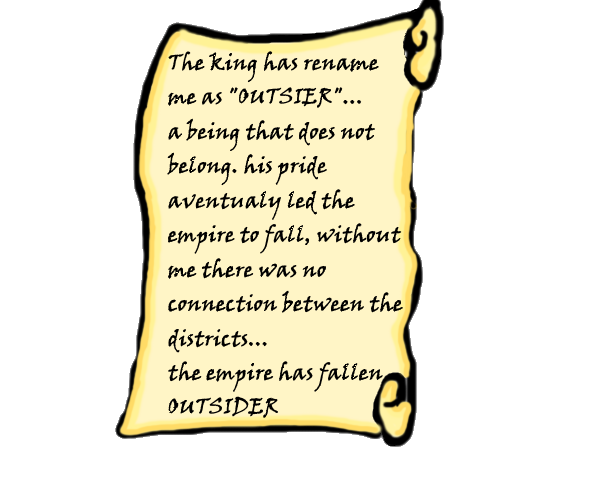 The king has rename
me as "OUTSIER"...
a being that does not
belong. his pride
aventualy led the
empire to fall, without
me there was no
connection between the
districts...
the empire has fallen
OUTSIDER